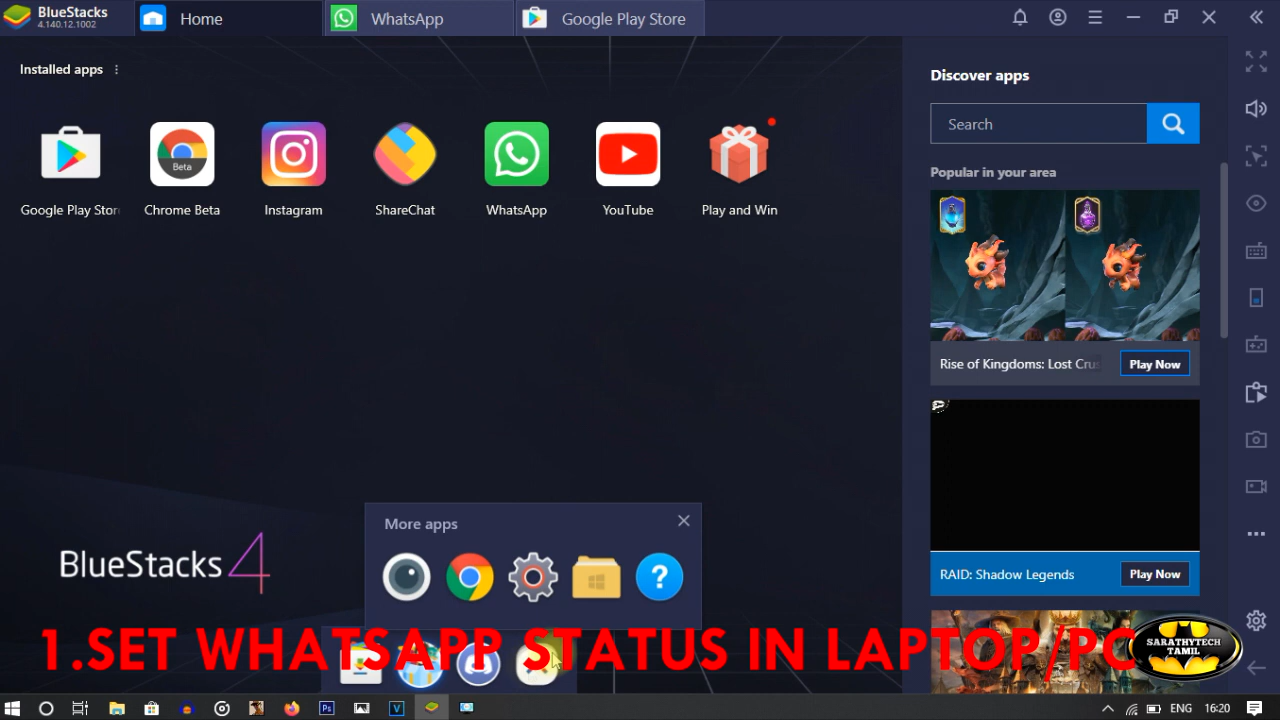 BlueStacks
4.140.12.1002
Home
WhatsApp
Google Play Store
Installed apps
Google Play Stor
Beta
Chrome Beta
Instagram
ShareChat
WhatsApp
YouTube
Play and Win
Discover apps
Search
Popular in your area
Rise of Kingdoms: Lost Cru
Play Now
RAID: Shadow Legends
Play Now
More apps
?
BlueStacks 4
1.SET WHATSAPP STATUS IN LAPTOP/PC
SARATHYTECH
TAMIL
Ps
V
ENG
16:20